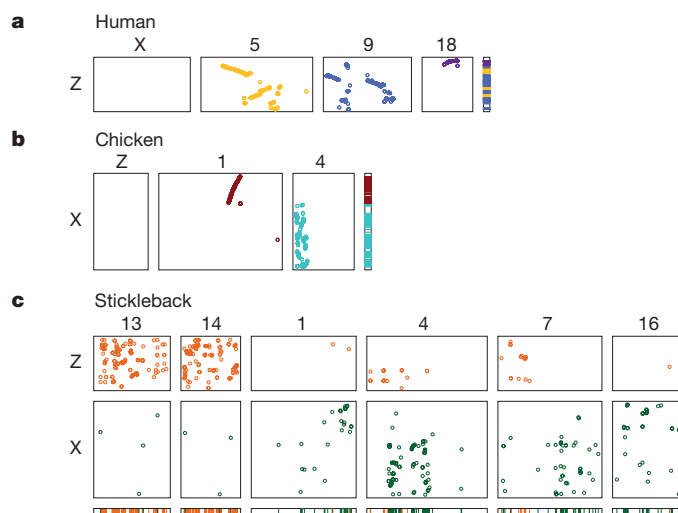 a Human
X 5 9 18
Z
b Chicken
Z 1 4
X
c Stickleback
13 14 1 4 7 16
Z
X